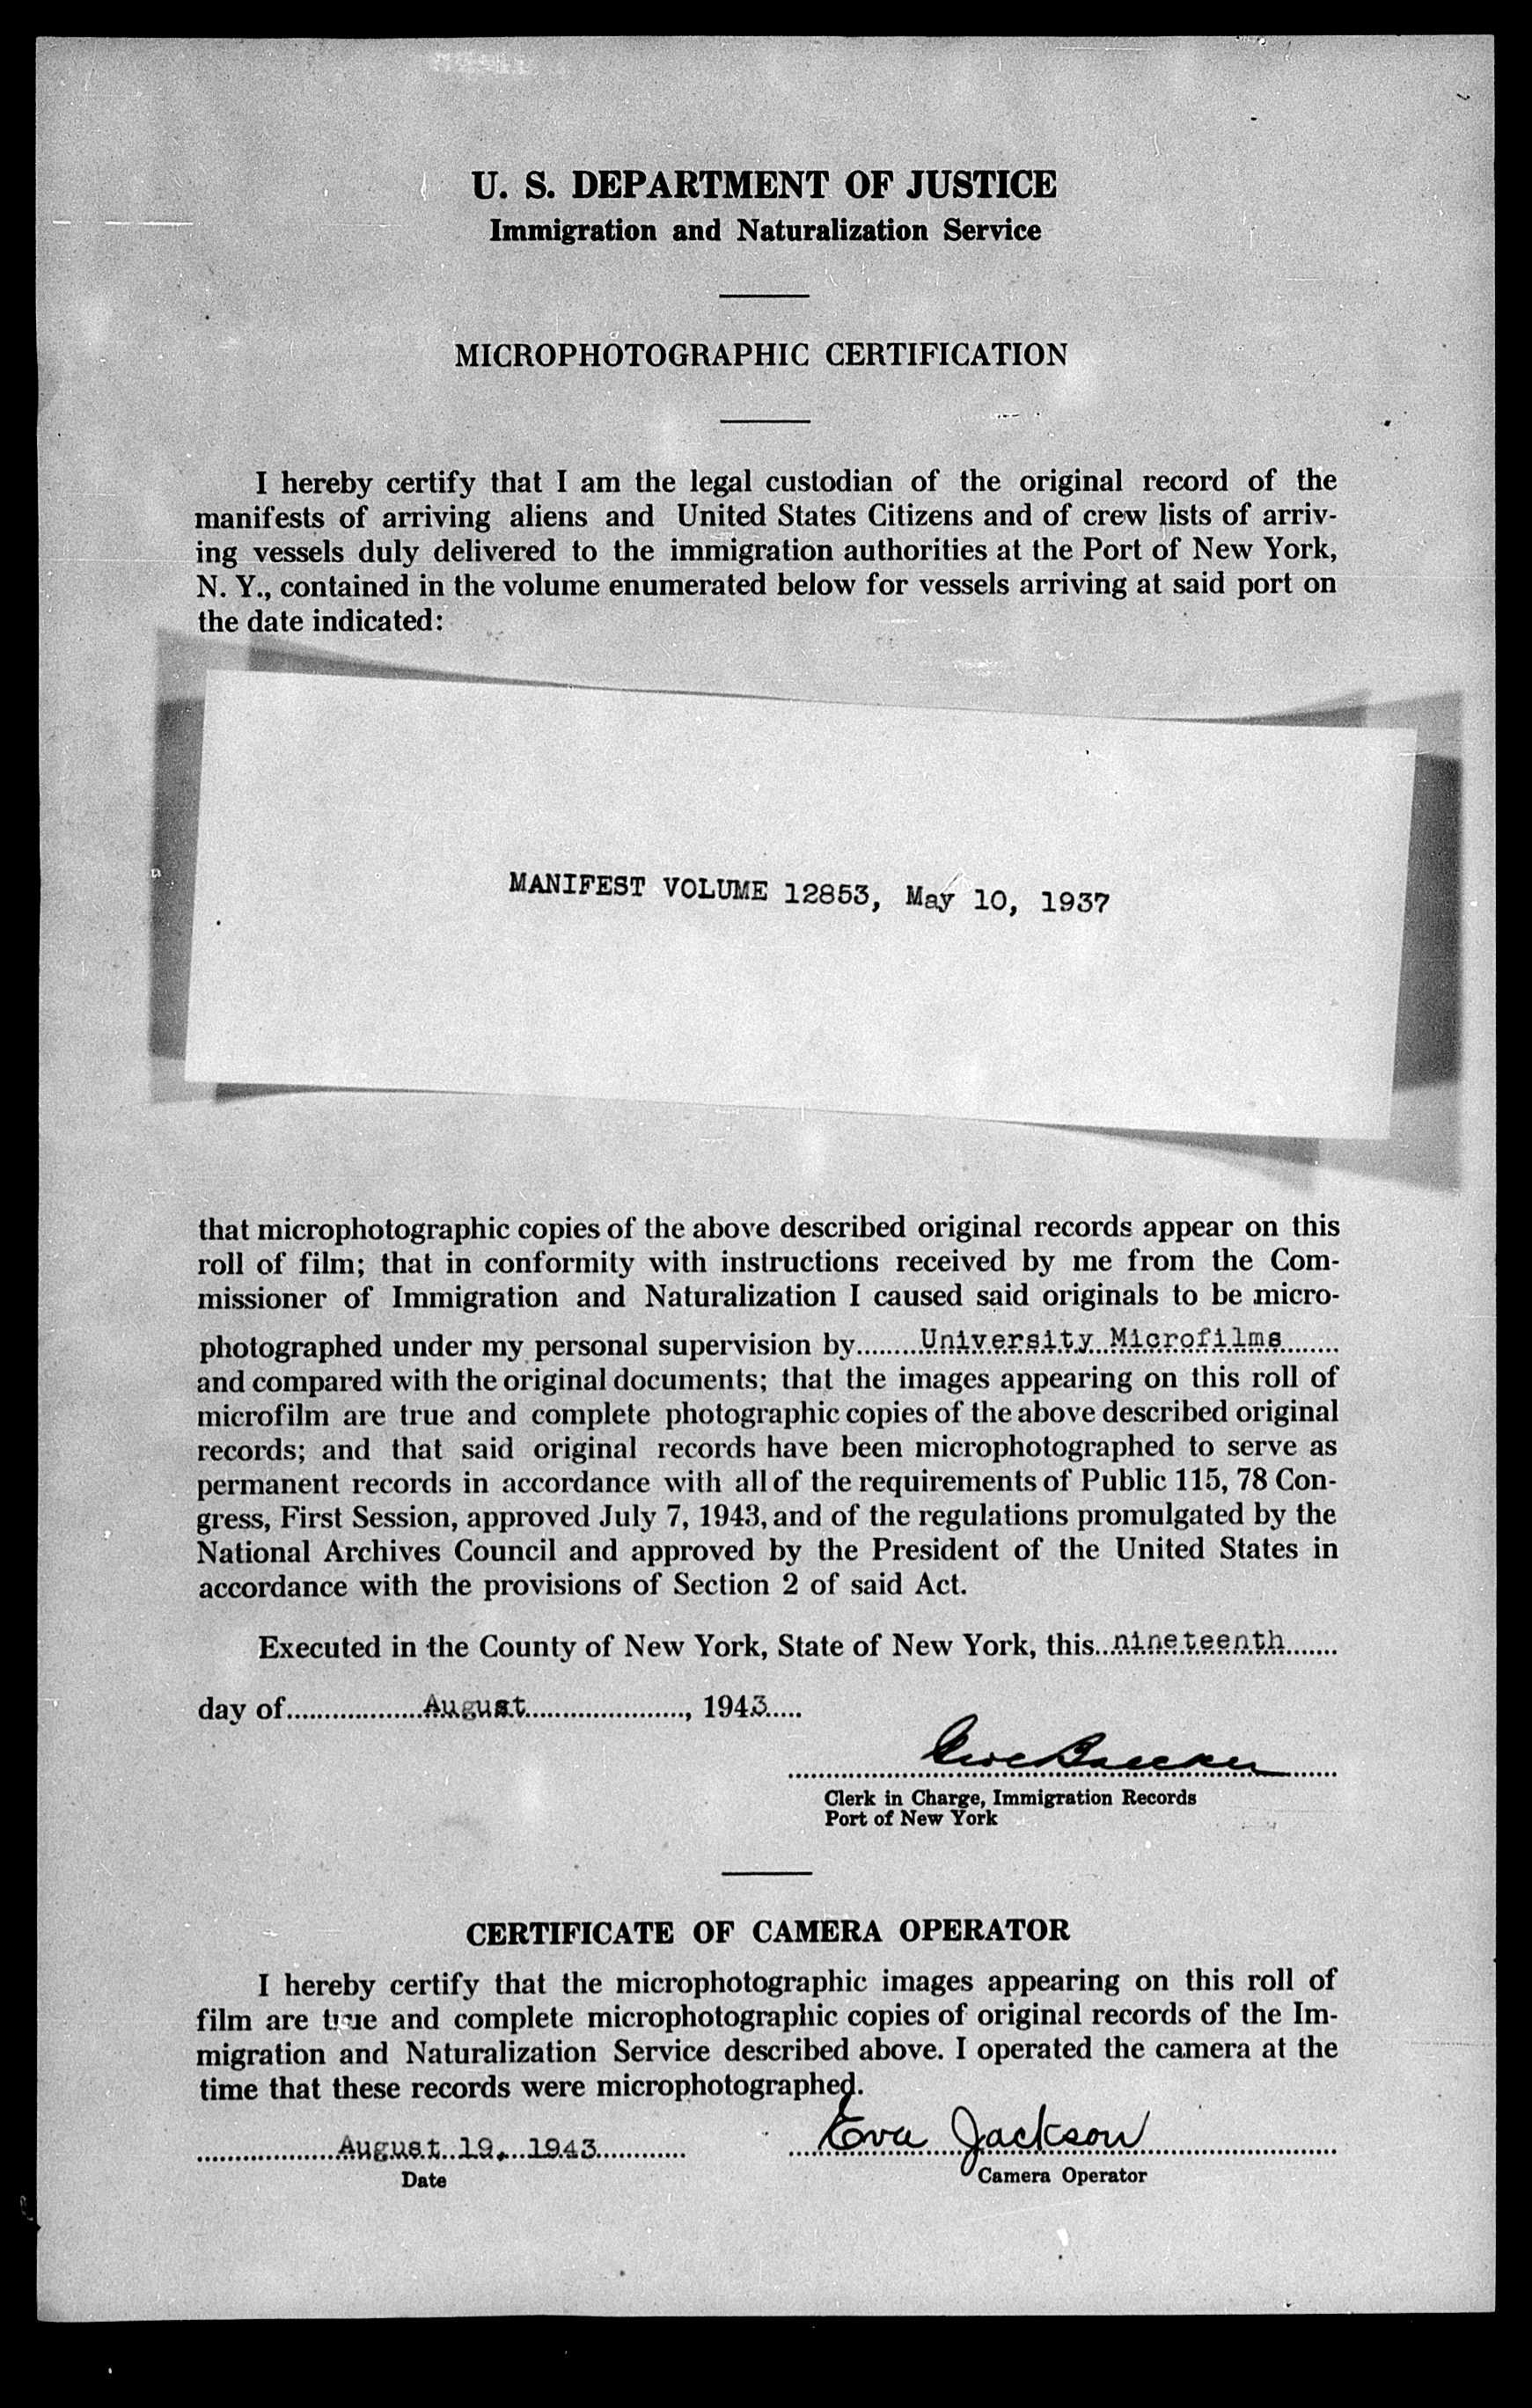 U. S. DEPARTMENT OF JUSTICE
Immigration and Naturalization Service
MICROPHOTOGRAPHIC CERTIFICATION
I hereby certify that I am the legal custodian of the original record of the
manifests of arriving aliens and United States Citizens and of crew lists of arriv-
ing vessels duly delivered to the immigration authorities at the Port of New York,
N. Y., contained in the volume enumerated below for vessels arriving at said port on
the date indicated:
MANIFEST VOLUME 12853, May 10, 1937
that microphotographic copies of the above described original records appear on this
roll of film; that in conformity with instructions received by me from the Com-
missioner of Immigration and Naturalization I caused said originals to be micro-
photographed under my personal supervision by University Microfilms
and compared with the original documents; that the images appearing on this roll of
microfilm are true and complete photographic copies of the above described original
records; and that said original records have been microphotographed to serve as
permanent records in accordance with all of the requirements of Public 115, 78 Con-
gress, First Session, approved July 7, 1943, and of the regulations promulgated by the
National Archives Council and approved by the President of the United States in
accordance with the provisions of Section 2 of said Act.
Executed in the County of New York, State of New York, this nineteenth
day of August, 1943
Clerk in Charge, Immigration Records
Port of New York
CERTIFICATE OF CAMERA OPERATOR
I hereby certify that the microphotographic images appearing on this roll of
film are true and complete microphotographic copies of original records of the Im-
migration and Naturalization Service described above. I operated the camera at the
time that these records were microphotographed.
August 19, 1943 Eva Jackson
Date Camera Operator